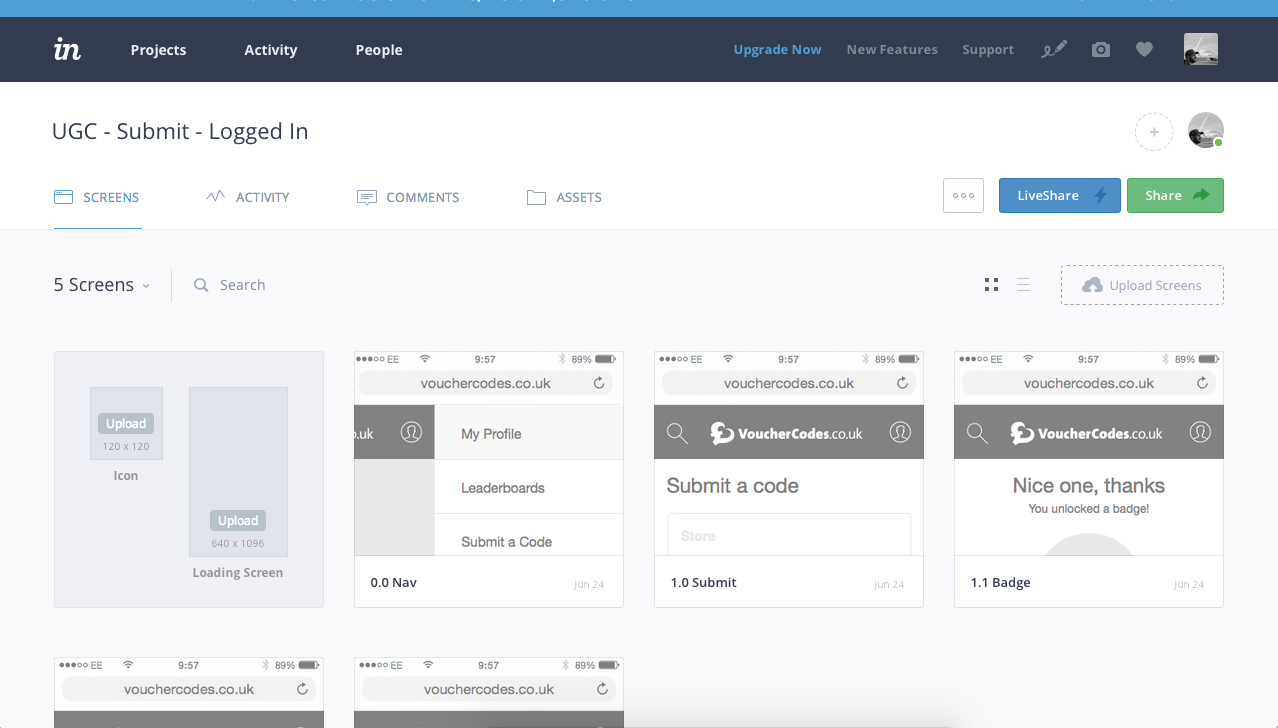 in Projects Activity People Upgrade Now New Features Support
UGC - Submit - Logged In
SCREENS ACTIVITY COMMENTS ASSETS LiveShare Share
5 Screens Search Upload Screens
Upload
120 x 120
Icon
Upload
640 x 1096
Loading Screen
EE 9:57 89%
vouchercodes.co.uk
o.uk
My Profile
Leaderboards
Submit a Code
0.0 Nav Jun 24
EE 9:57 89%
vouchercodes.co.uk
VoucherCodes.co.uk
Submit a code
Store
1.0 Submit Jun 24
EE 9:57 89%
vouchercodes.co.uk
VoucherCodes.co.uk
Nice one, thanks
You unlocked a badge!
1.1 Badge Jun 24
EE 9:57 89%
vouchercodes.co.uk
EE 9:57 89%
vouchercodes.co.uk